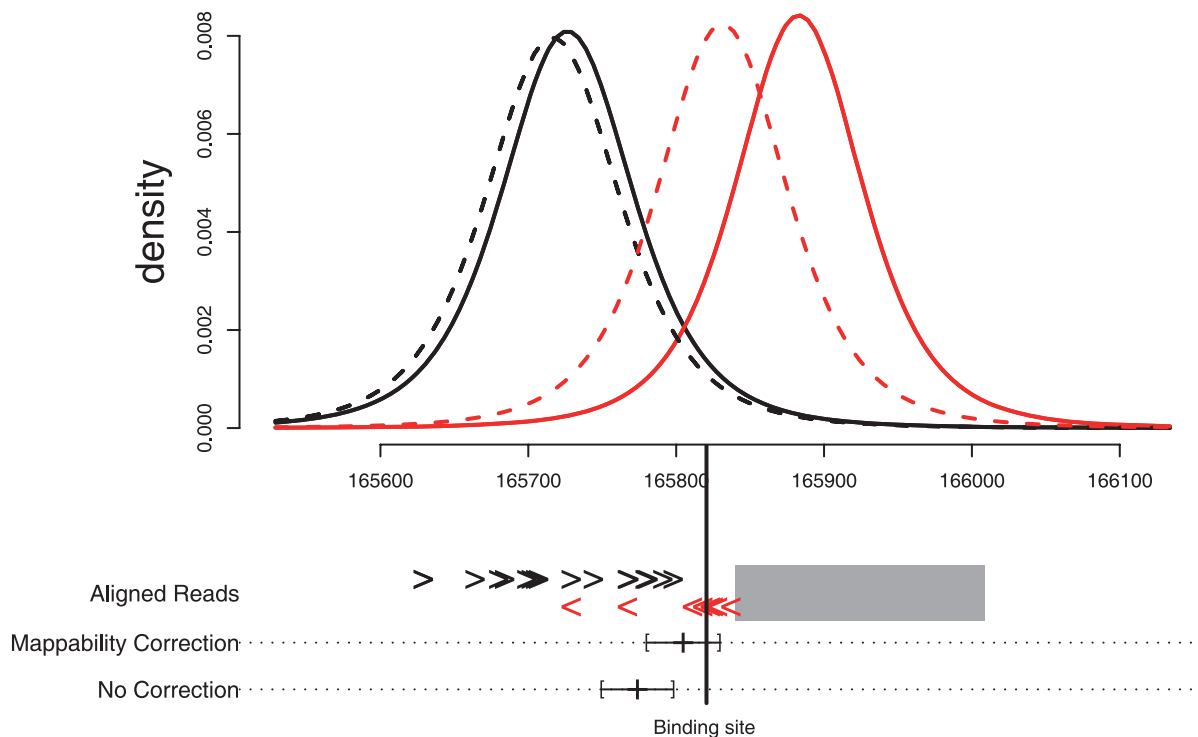 density
0.008
0.006
0.004
0.002
0.000
165600 165700 165800 165900 166000 166100
Aligned Reads
Mappability Correction
No Correction
Binding site